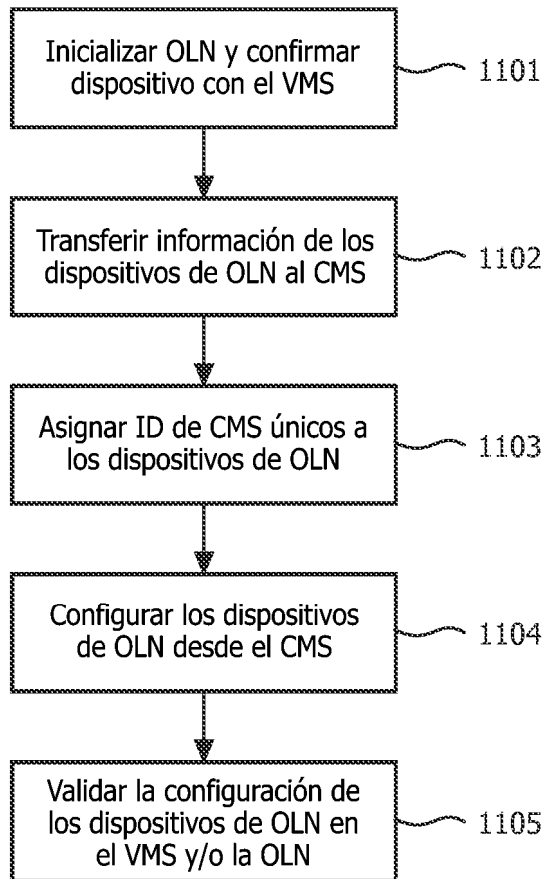 Inicializar OLN y confirmar
dispositivo con el VMS
1101
Transferir información de los
dispositivos de OLN al CMS
1102
Asignar ID de CMS únicos a
los dispositivos de OLN
1103
Configurar los dispositivos
de OLN desde el CMS
1104
Validar la configuración de
los dispositivos de OLN en
el VMS y/o la OLN
1105